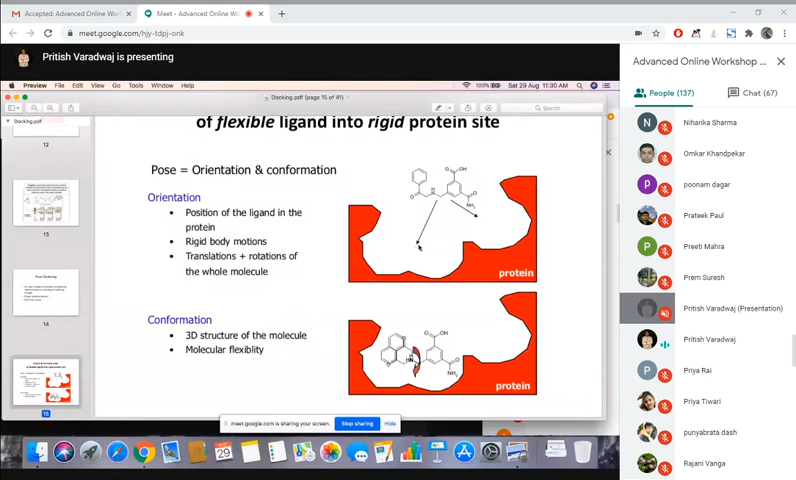 Accepted: Advanced Online Work
Meet - Advanced Online Worksh
meet.google.com/hjy-tdpj-onk
Pritish Varadwaj is presenting
Preview File Edit View Go Tools Window Help
100% Sat 29 Aug 11:30 AM
Docking.pdf (page 15 of 41)
Search
Docking.pdf
12
13
14
15
of flexible ligand into rigid protein site
Pose = Orientation & conformation
Orientation
• Position of the ligand in the
protein
• Rigid body motions
• Translations + rotations of
the whole molecule
protein
Conformation
• 3D structure of the molecule
• Molecular flexiblity
protein
meet.google.com is sharing your screen. Stop sharing Hide
Advanced Online Workshop ...
People (137)
Chat (67)
N Niharika Sharma
Omkar Khandpekar
p poonam dagar
Prateek Paul
Preeti Mahra
Prem Suresh
Pritish Varadwaj (Presentation)
Pritish Varadwaj
P Priya Rai
Priya Tiwari
punyabrata dash
Rajani Vanga